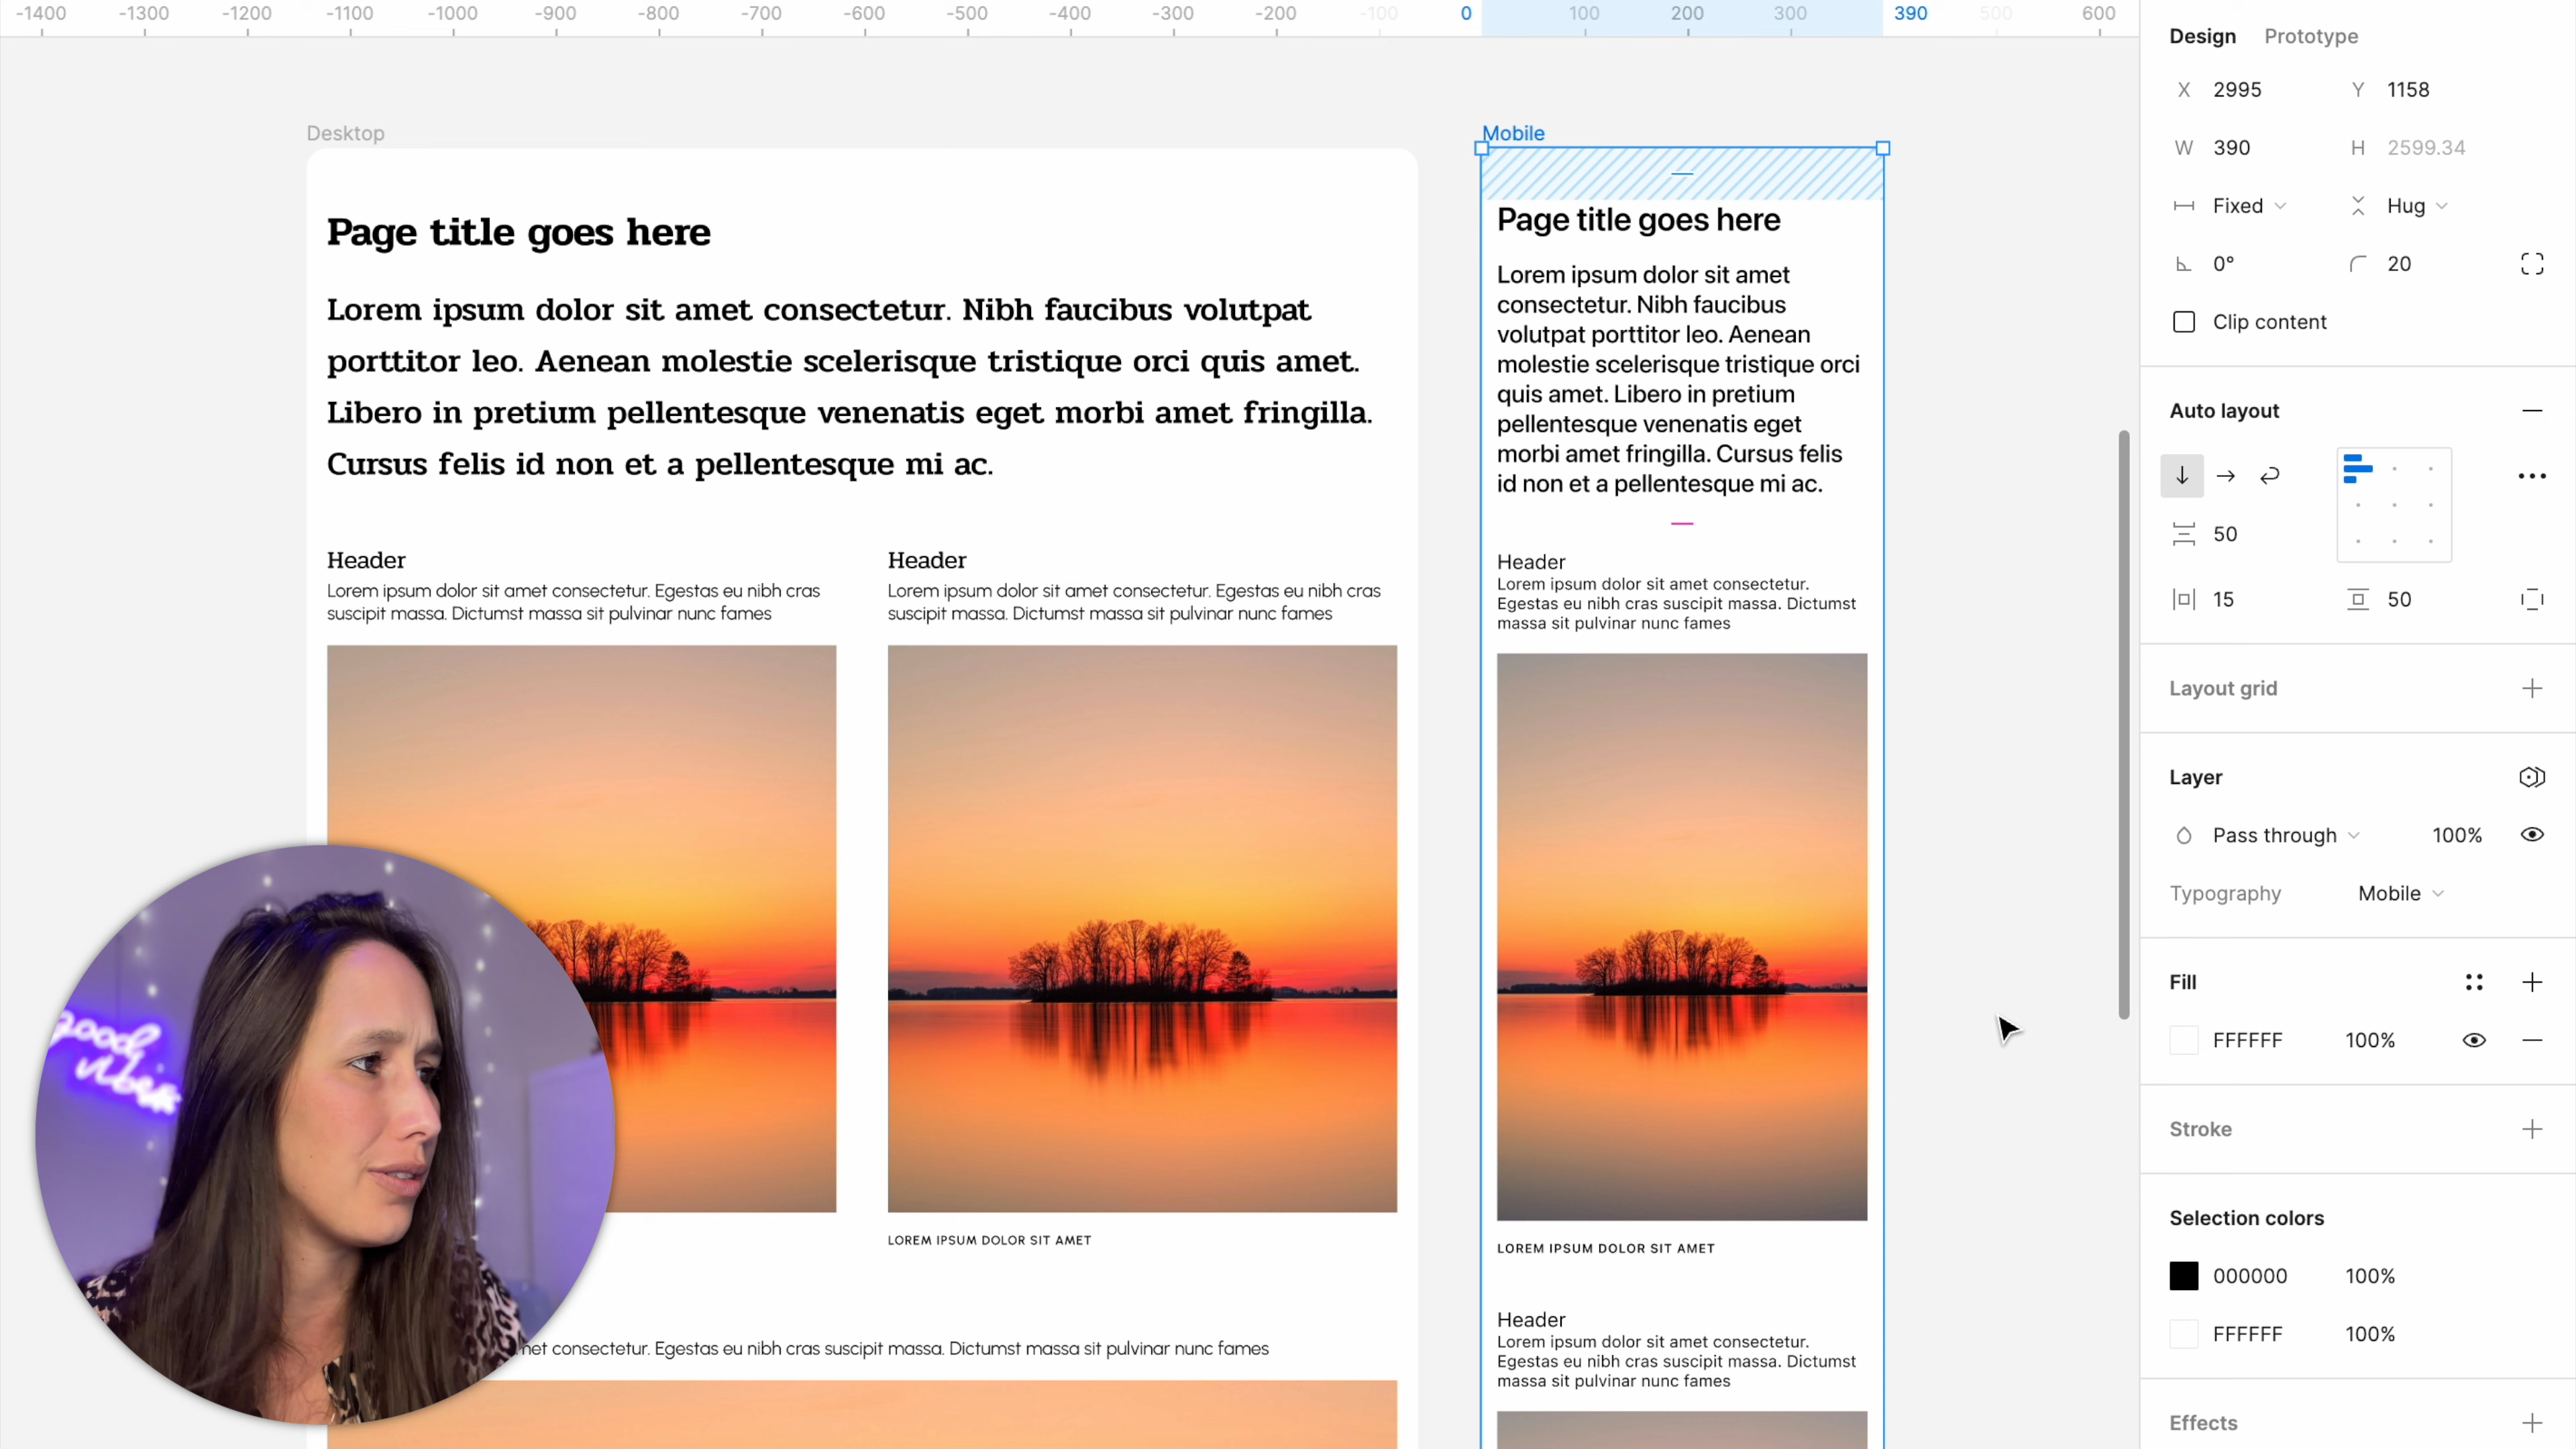 -1400 -1300 -1200 -1100 -1000 -900 -800 -700 -600 -500 -400 -300 -200 -100 0 100 200 300 390 500 600
Desktop
Page title goes here
Lorem ipsum dolor sit amet consectetur. Nibh faucibus volutpat
porttitor leo. Aenean molestie scelerisque tristique orci quis amet.
Libero in pretium pellentesque venenatis eget morbi amet fringilla.
Cursus felis id non et a pellentesque mi ac.
Header
Lorem ipsum dolor sit amet consectetur. Egestas eu nibh cras
suscipit massa. Dictumst massa sit pulvinar nunc fames
Header
Lorem ipsum dolor sit amet consectetur. Egestas eu nibh cras
suscipit massa. Dictumst massa sit pulvinar nunc fames
LOREM IPSUM DOLOR SIT AMET
consectetur. Egestas eu nibh cras suscipit massa. Dictumst massa sit pulvinar nunc fames
good
vibes
Mobile
Page title goes here
Lorem ipsum dolor sit amet
consectetur. Nibh faucibus
volutpat porttitor leo. Aenean
molestie scelerisque tristique orci
quis amet. Libero in pretium
pellentesque venenatis eget
morbi amet fringilla. Cursus felis
id non et a pellentesque mi ac.
Header
Lorem ipsum dolor sit amet consectetur.
Egestas eu nibh cras suscipit massa. Dictumst
massa sit pulvinar nunc fames
LOREM IPSUM DOLOR SIT AMET
Header
Lorem ipsum dolor sit amet consectetur.
Egestas eu nibh cras suscipit massa. Dictumst
massa sit pulvinar nunc fames
Design Prototype
X 2995 Y 1158
W 390 H 2599.34
Fixed Hug
0° 20
Clip content
Auto layout
50
15 50
Layout grid
Layer
Pass through 100%
Typography Mobile
Fill
FFFFFF 100%
Stroke
Selection colors
000000 100%
FFFFFF 100%
Effects